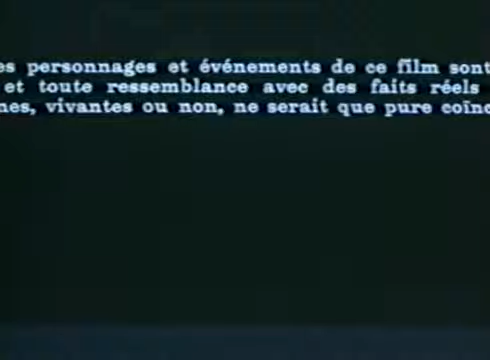 es personnages et événements de ce film sont
et toute ressemblance avec des faits réels
nes, vivantes ou non, ne serait que pure coïnc